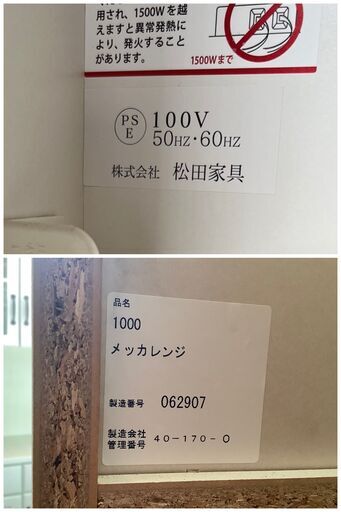 用され、1500Wを越
えますと異常発熱に
より、発火すること
があります。
1500Wまで
PS
E
100V
50HZ・60HZ
株式会社 松田家具
品名
1000
メッカレンジ
製造番号 062907
製造会社
管理番号 40-170-O